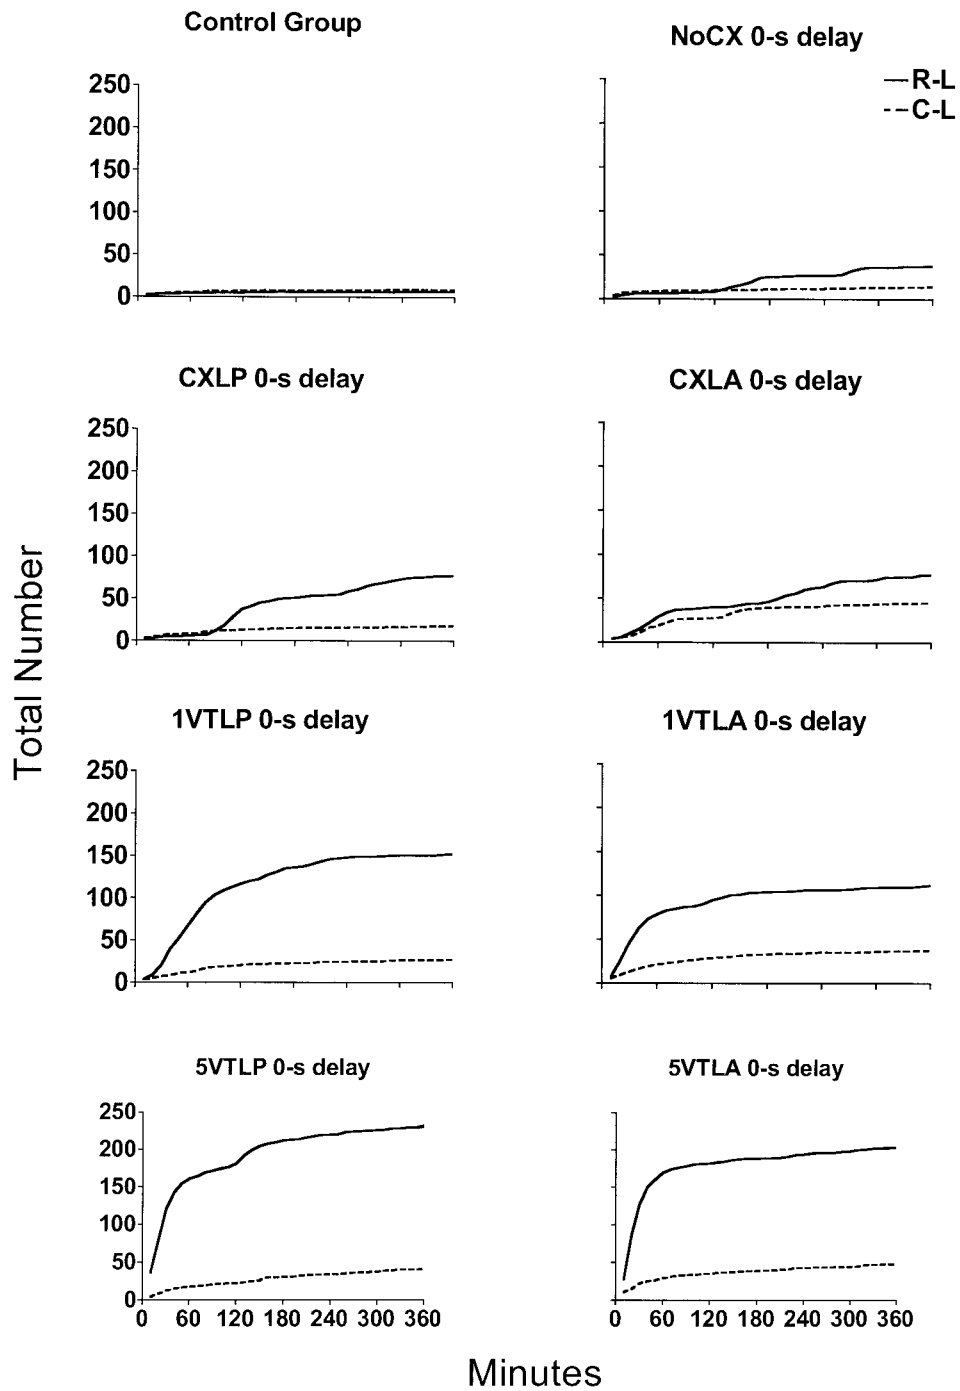 Control Group
NoCX 0-s delay
R-L
C-L
250
200
150
100
50
0
CXLP 0-s delay
CXLA 0-s delay
250
200
150
100
50
0
Total Number
1VTLP 0-s delay
1VTLA 0-s delay
250
200
150
100
50
0
5VTLP 0-s delay
5VTLA 0-s delay
250
200
150
100
50
0
0 60 120 180 240 300 360
0 60 120 180 240 300 360
Minutes